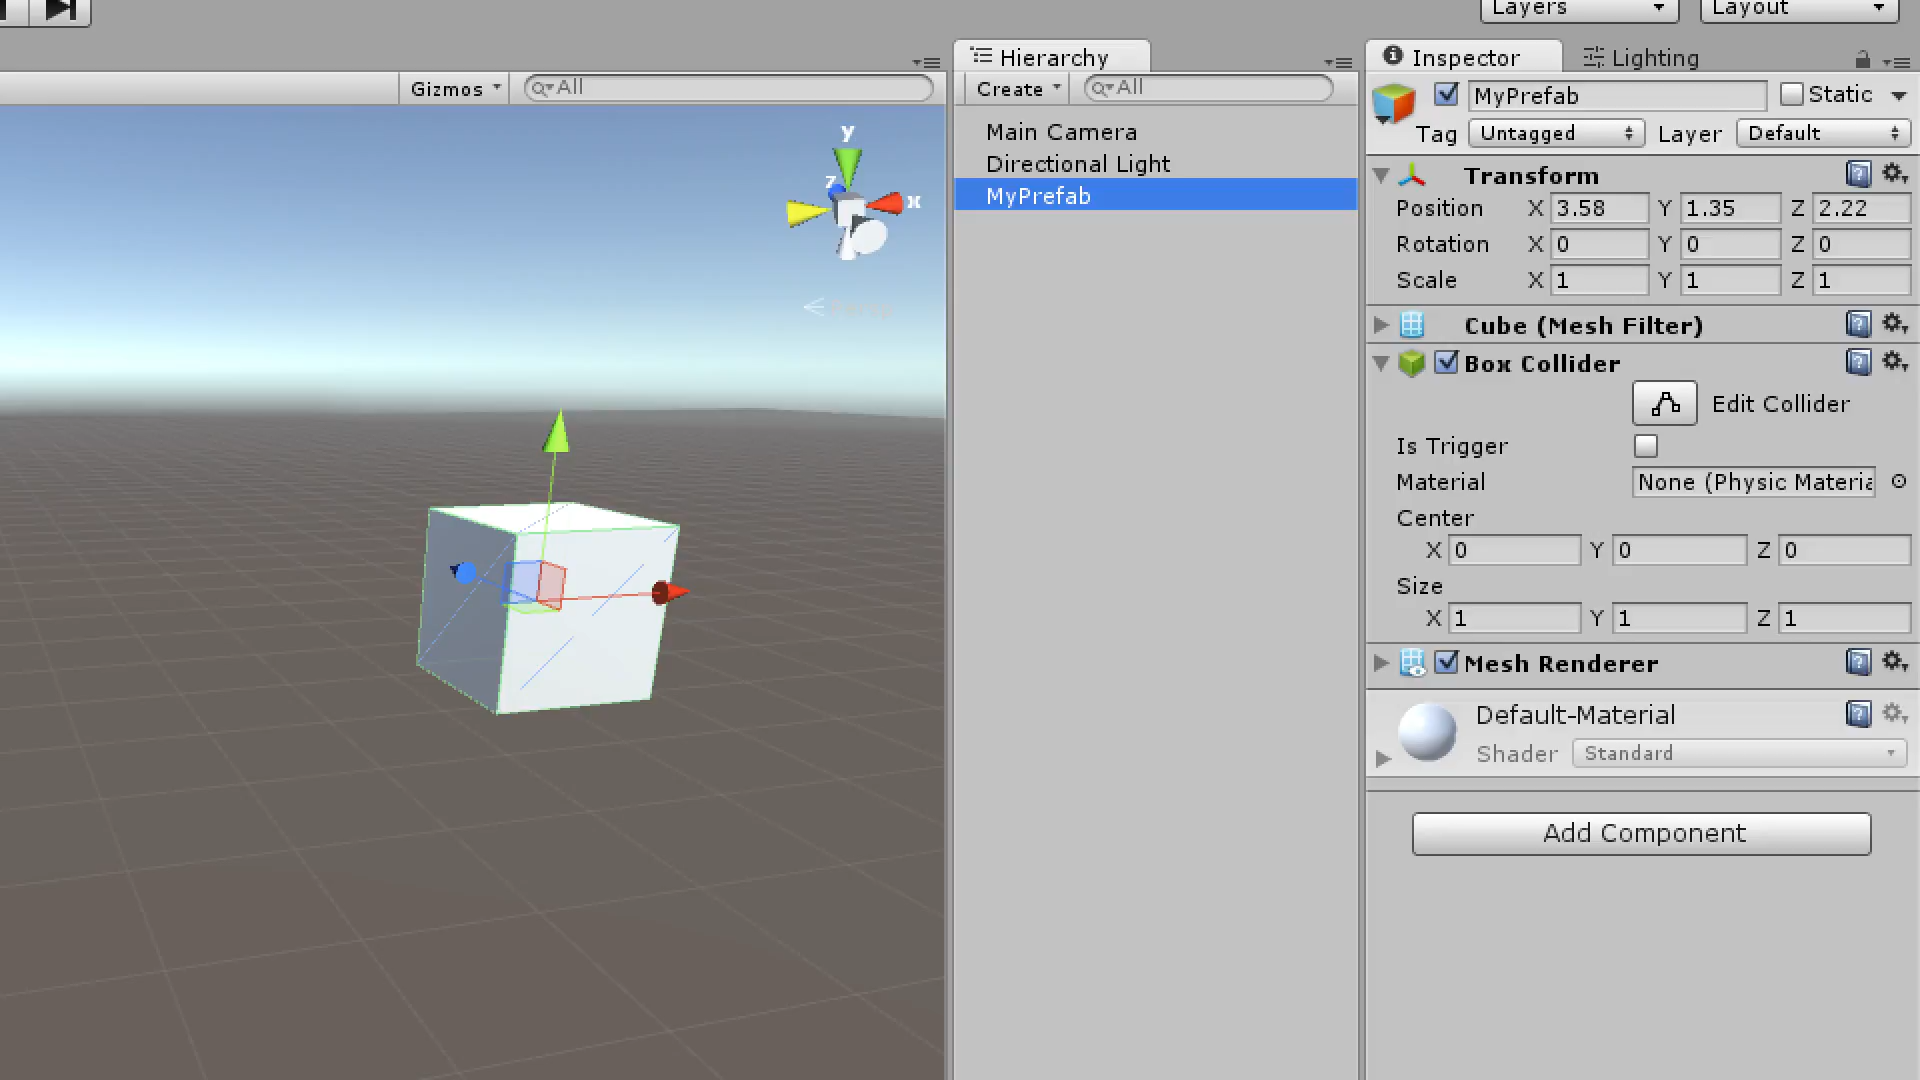 Layers
Layout
Hierarchy
Inspector
Lighting
Gizmos
All
Create
All
MyPrefab
Static
Tag
Untagged
Layer
Default
Main Camera
Directional Light
MyPrefab
y
z
x
Persp
Transform
Position X 3.58 Y 1.35 Z 2.22
Rotation X 0 Y 0 Z 0
Scale X 1 Y 1 Z 1
Cube (Mesh Filter)
Box Collider
Edit Collider
Is Trigger
Material None (Physic Materia
Center
X 0 Y 0 Z 0
Size
X 1 Y 1 Z 1
Mesh Renderer
Default-Material
Shader Standard
Add Component